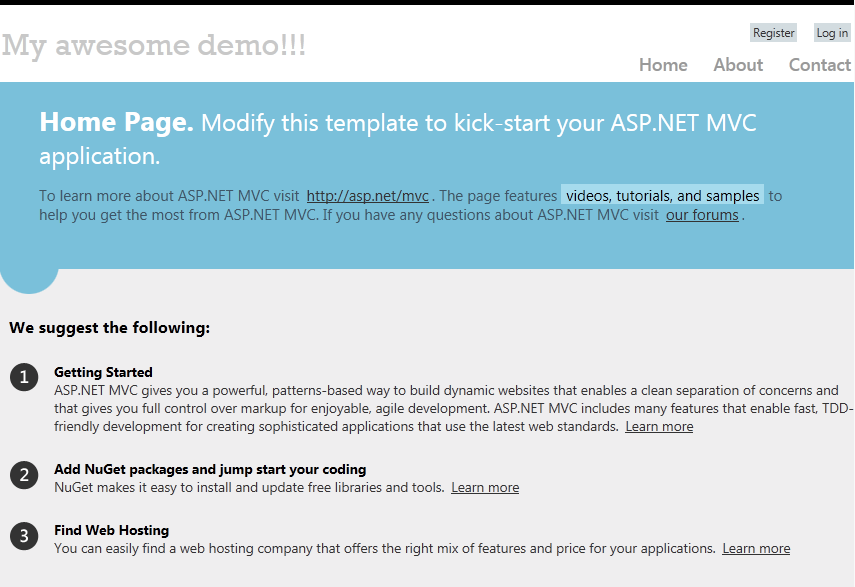 My awesome demo!!!
Register Log in
Home About Contact
Home Page. Modify this template to kick-start your ASP.NET MVC
application.
To learn more about ASP.NET MVC visit http://asp.net/mvc. The page features videos, tutorials, and samples to
help you get the most from ASP.NET MVC. If you have any questions about ASP.NET MVC visit our forums.
We suggest the following:
1 Getting Started
ASP.NET MVC gives you a powerful, patterns-based way to build dynamic websites that enables a clean separation of concerns and
that gives you full control over markup for enjoyable, agile development. ASP.NET MVC includes many features that enable fast, TDD-
friendly development for creating sophisticated applications that use the latest web standards. Learn more
2 Add NuGet packages and jump start your coding
NuGet makes it easy to install and update free libraries and tools. Learn more
3 Find Web Hosting
You can easily find a web hosting company that offers the right mix of features and price for your applications. Learn more